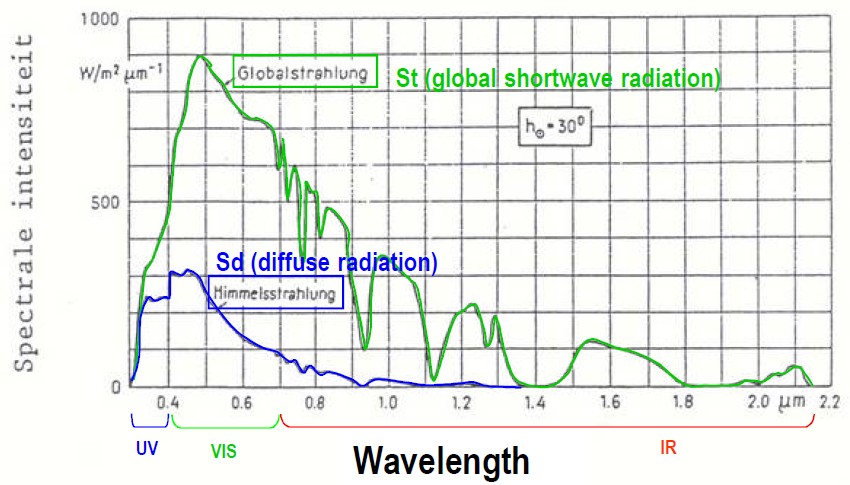 Spectrale intensiteit
1000
W/m² μm⁻¹
500
0
Globalstrahlung
St (global shortwave radiation)
h☉=30⁰
Sd (diffuse radiation)
Himmelsstrahlung
0.4 0.6 0.8 1.0 1.2 1.4 1.6 1.8 2.0 μm 2.2
UV VIS IR
Wavelength